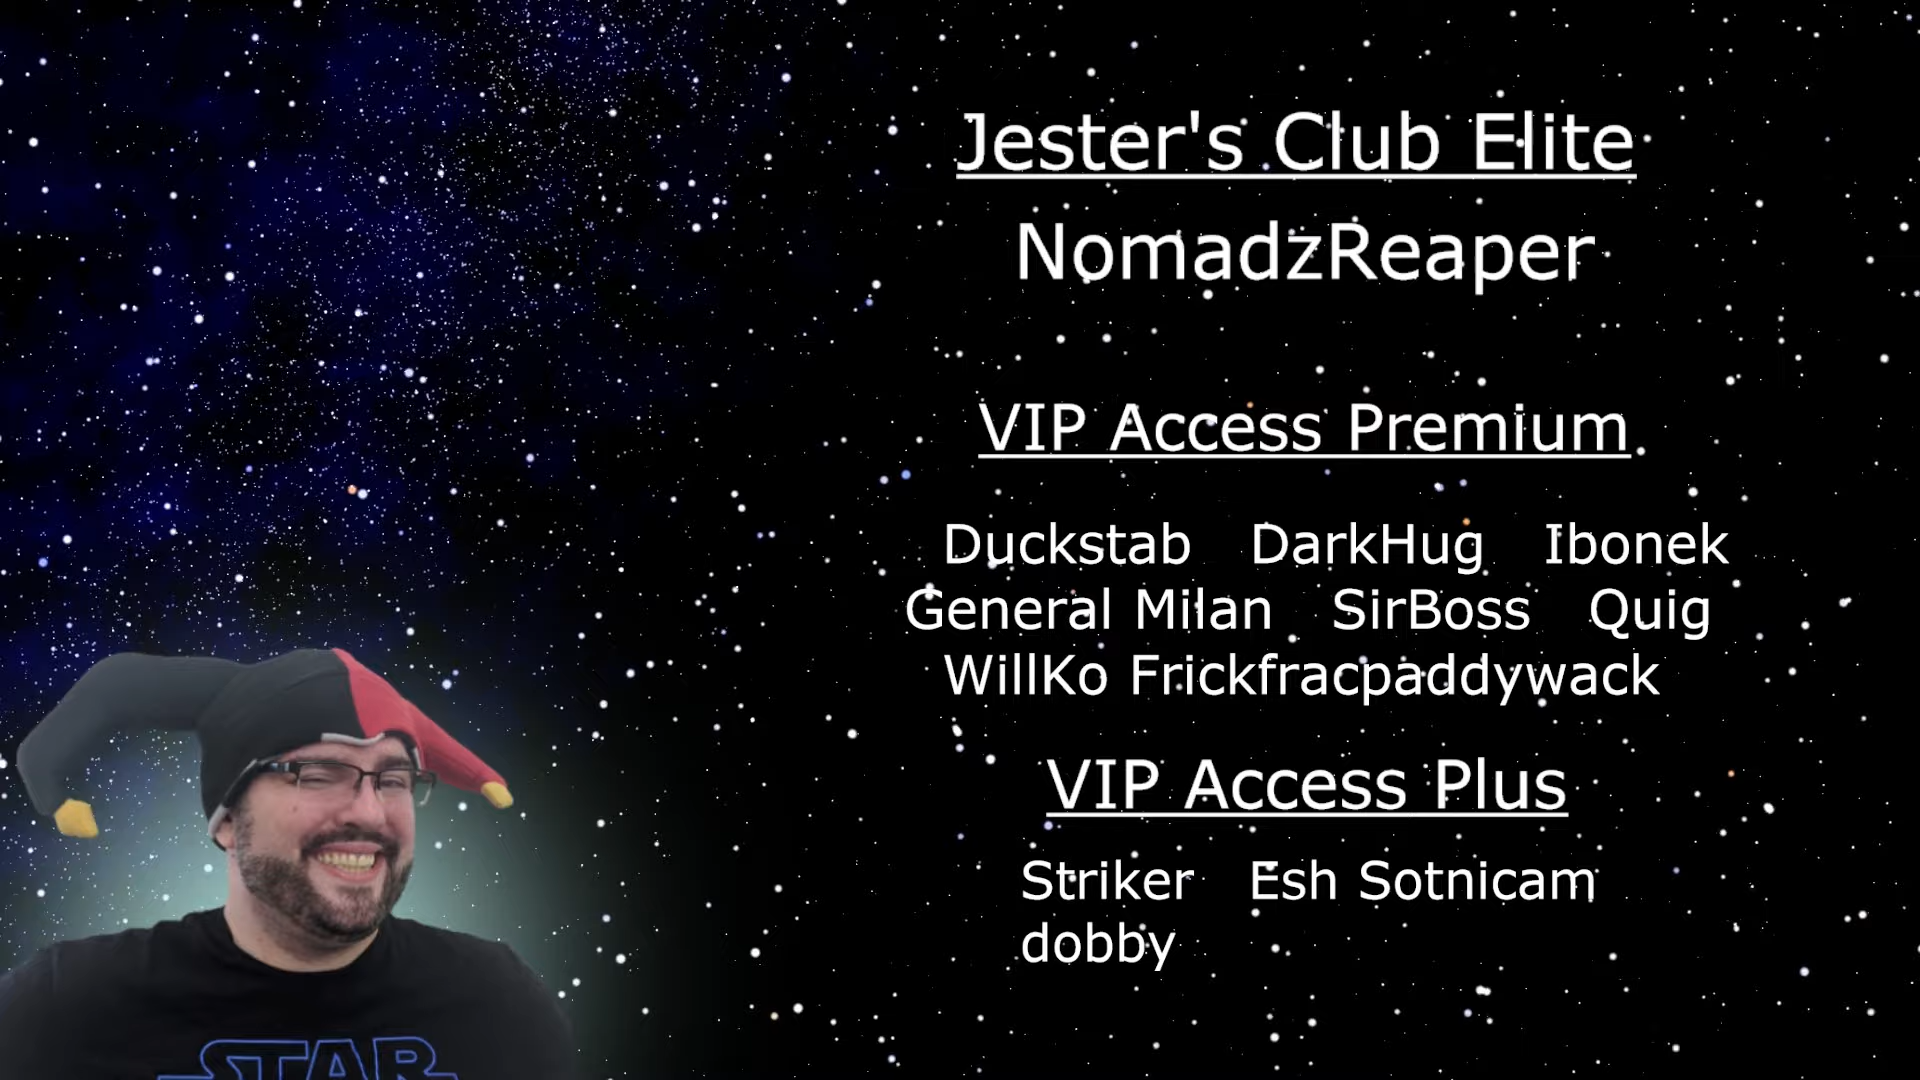 Jester's Club Elite
NomadzReaper
VIP Access Premium
Duckstab DarkHug Ibonek
General Milan SirBoss Quig
WillKo Frickfracpaddywack
VIP Access Plus
Striker Esh Sotnicam
dobby
STAR